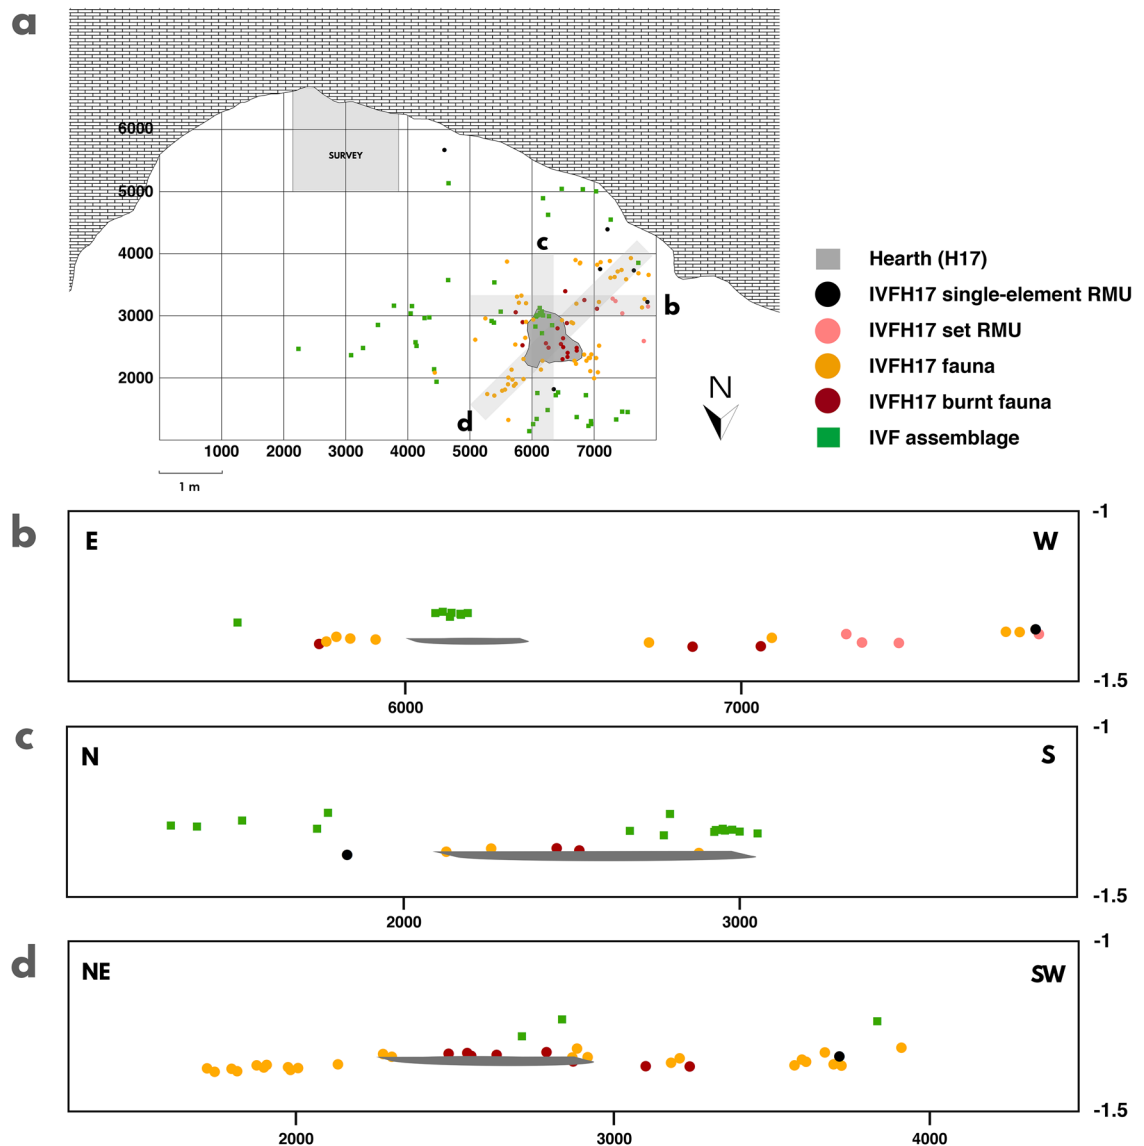 a
6000
SURVEY
5000
c
4000
b
3000
N
2000
d
1000 2000 3000 4000 5000 6000 7000
1 m
Hearth (H17)
IVFH17 single-element RMU
IVFH17 set RMU
IVFH17 fauna
IVFH17 burnt fauna
IVF assemblage
b
E
W
-1
-1.5
6000 7000
c
N
S
-1
-1.5
2000 3000
d
NE
SW
-1
-1.5
2000 3000 4000